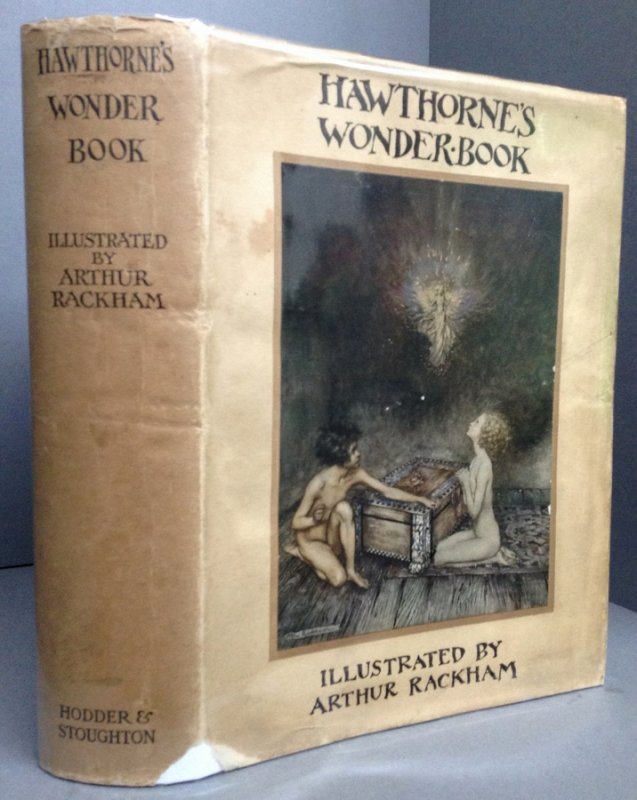 HAWTHORNE'S
WONDER
BOOK
ILLUSTRATED
BY
ARTHUR
RACKHAM
HODDER &
STOUGHTON
HAWTHORNE'S
WONDER·BOOK
ILLUSTRATED BY
ARTHUR RACKHAM